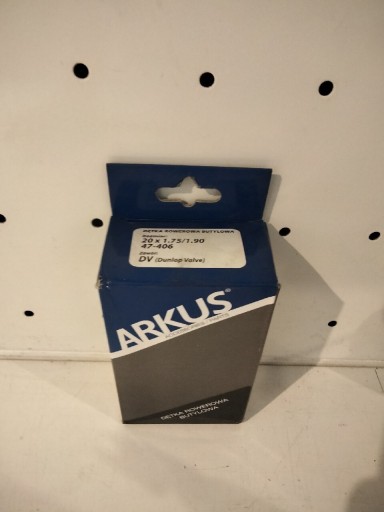 DĘTKA ROWEROWA BUTYLOWA
20 x 1.75/1.90
47-406
DV (Dunlop Valve)
ARKUS®
DĘTKA ROWEROWA
BUTYLOWA